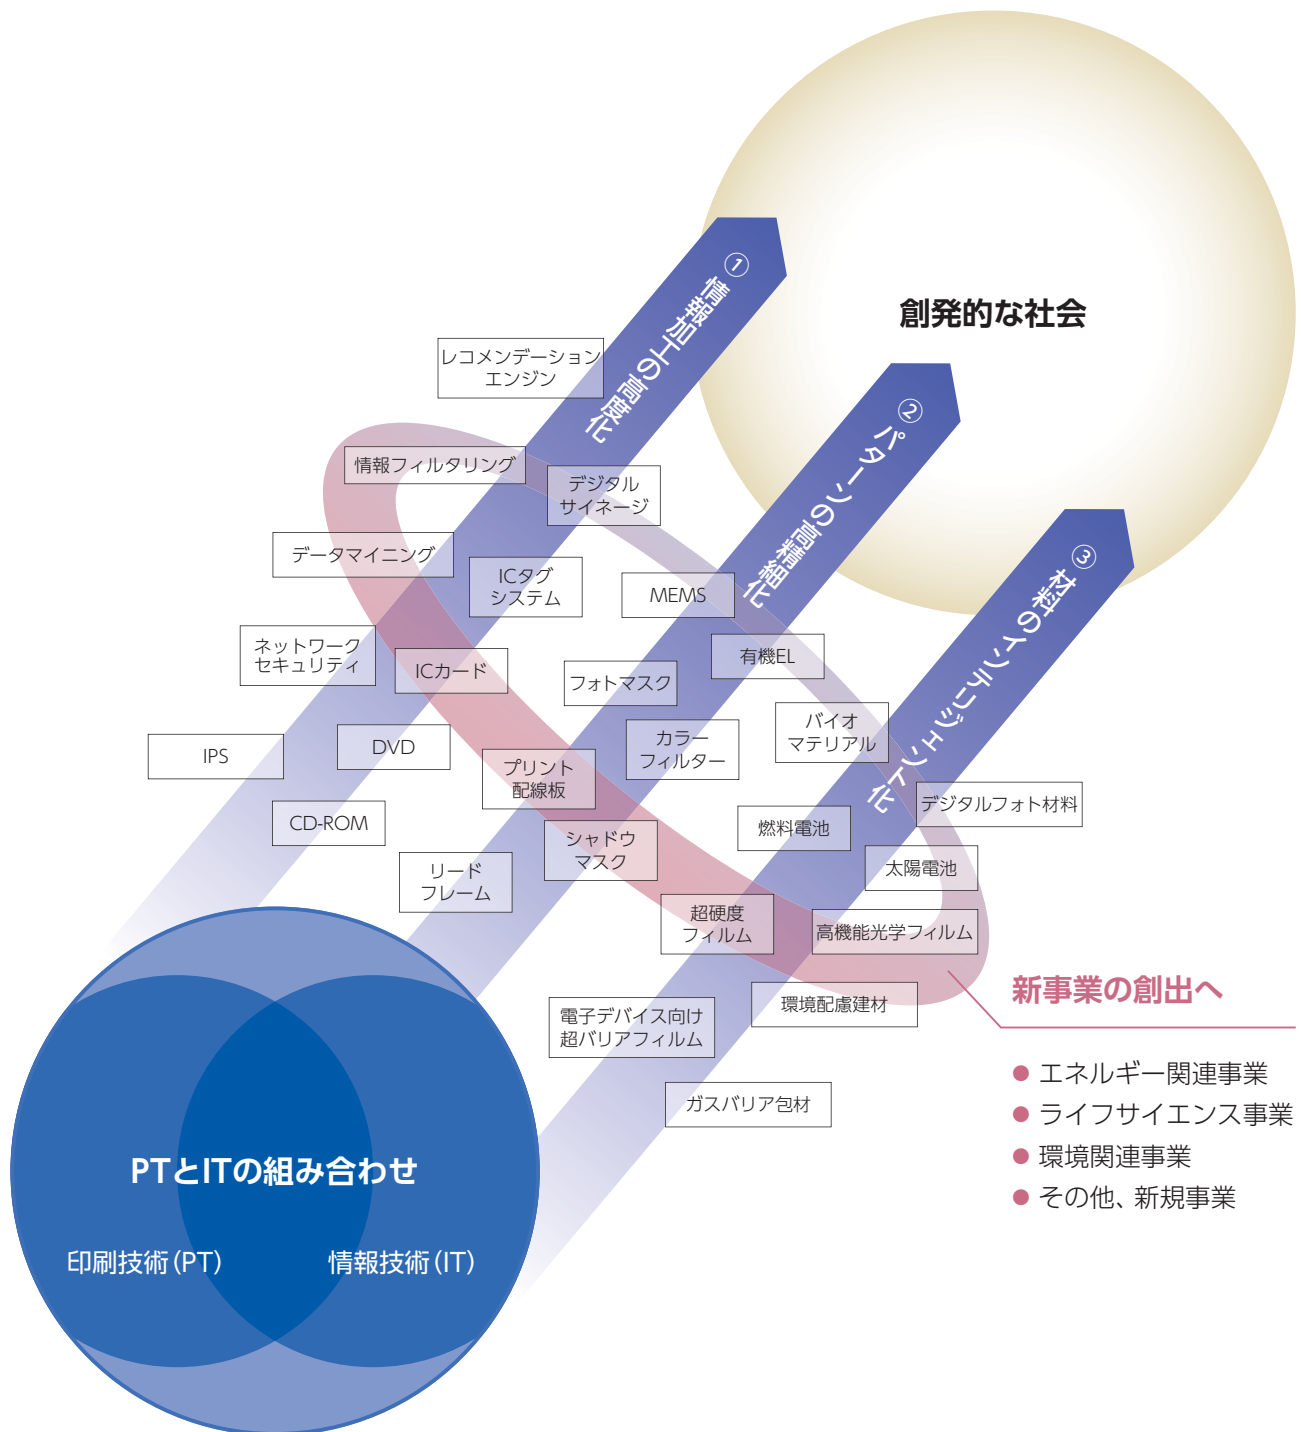 創発的な社会
① 情報加工の高度化
② パターンの高精細化
③ 材料のインテリジェント化
レコメンデーション
エンジン
情報フィルタリング
デジタル
サイネージ
データマイニング
ICタグ
システム
MEMS
ネットワーク
セキュリティ
ICカード
フォトマスク
有機EL
IPS
DVD
プリント
配線板
カラー
フィルター
バイオ
マテリアル
CD-ROM
シャドウ
マスク
燃料電池
デジタルフォト材料
リード
フレーム
太陽電池
超硬度
フィルム
高機能光学フィルム
電子デバイス向け
超バリアフィルム
環境配慮建材
ガスバリア包材
新事業の創出へ
● エネルギー関連事業
● ライフサイエンス事業
● 環境関連事業
● その他、新規事業
PTとITの組み合わせ
印刷技術(PT)
情報技術(IT)